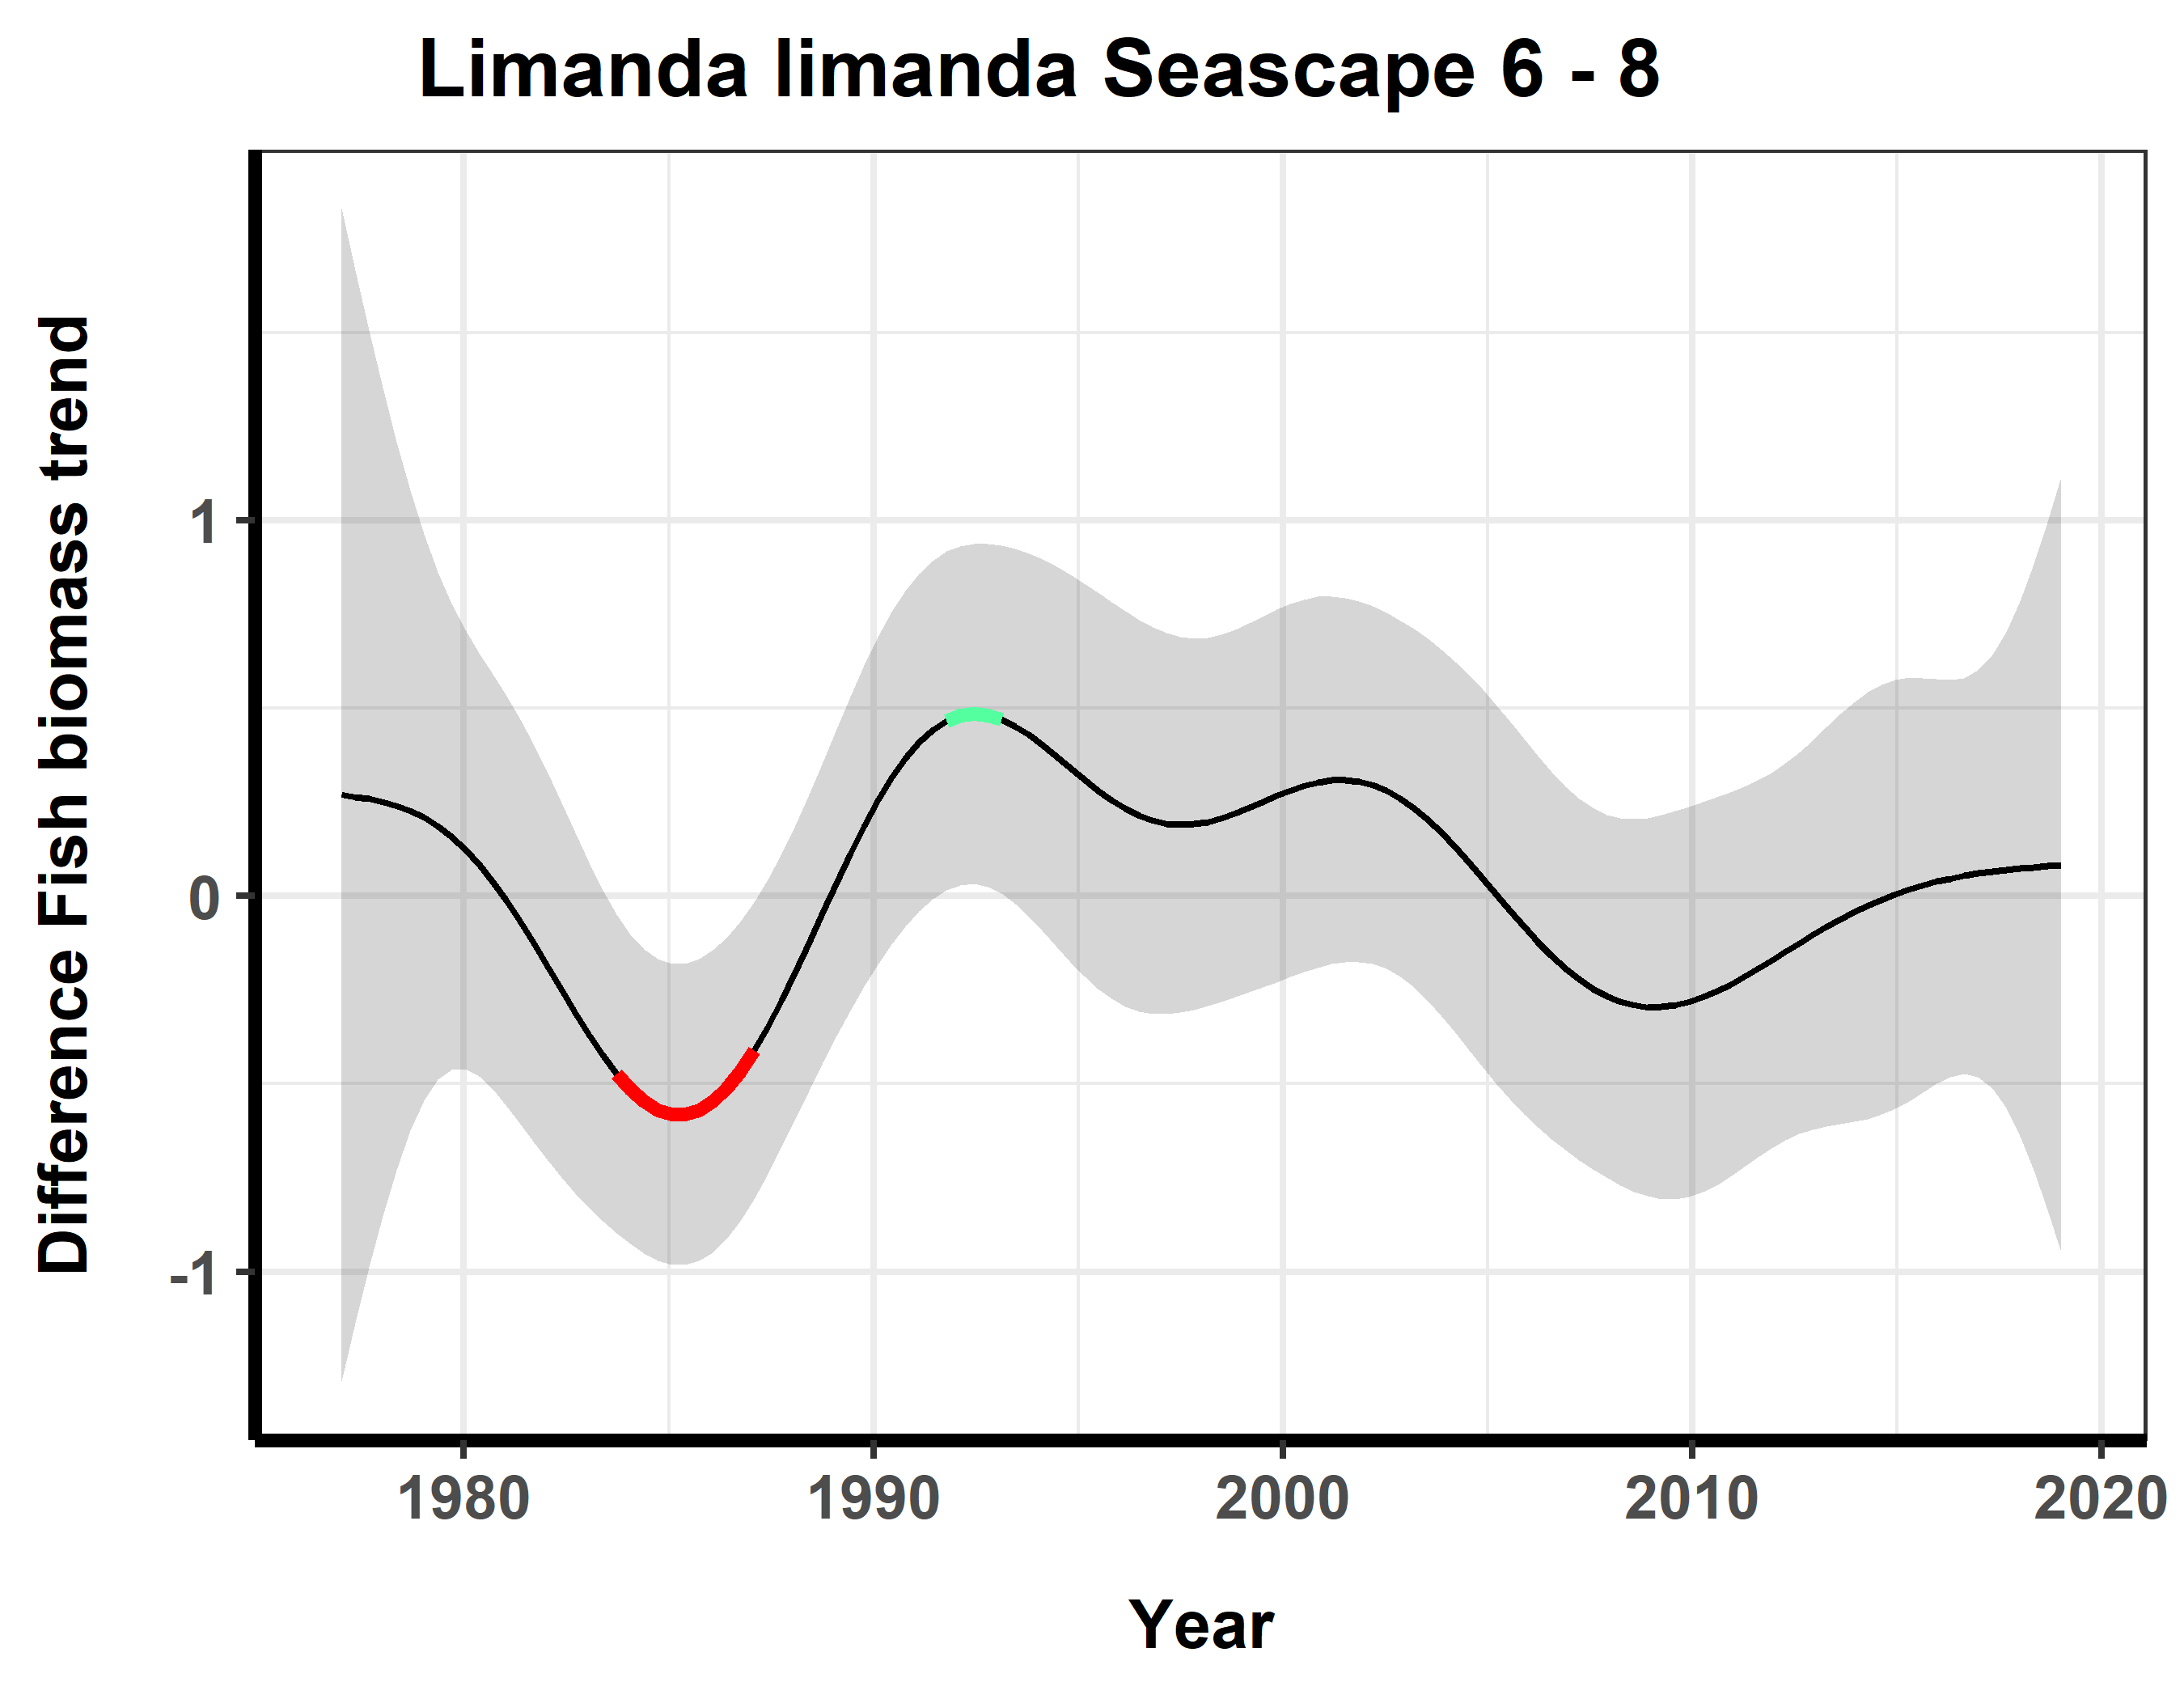 Limanda limanda Seascape 6 - 8
Difference Fish biomass trend
1
0
-1
1980 1990 2000 2010 2020
Year